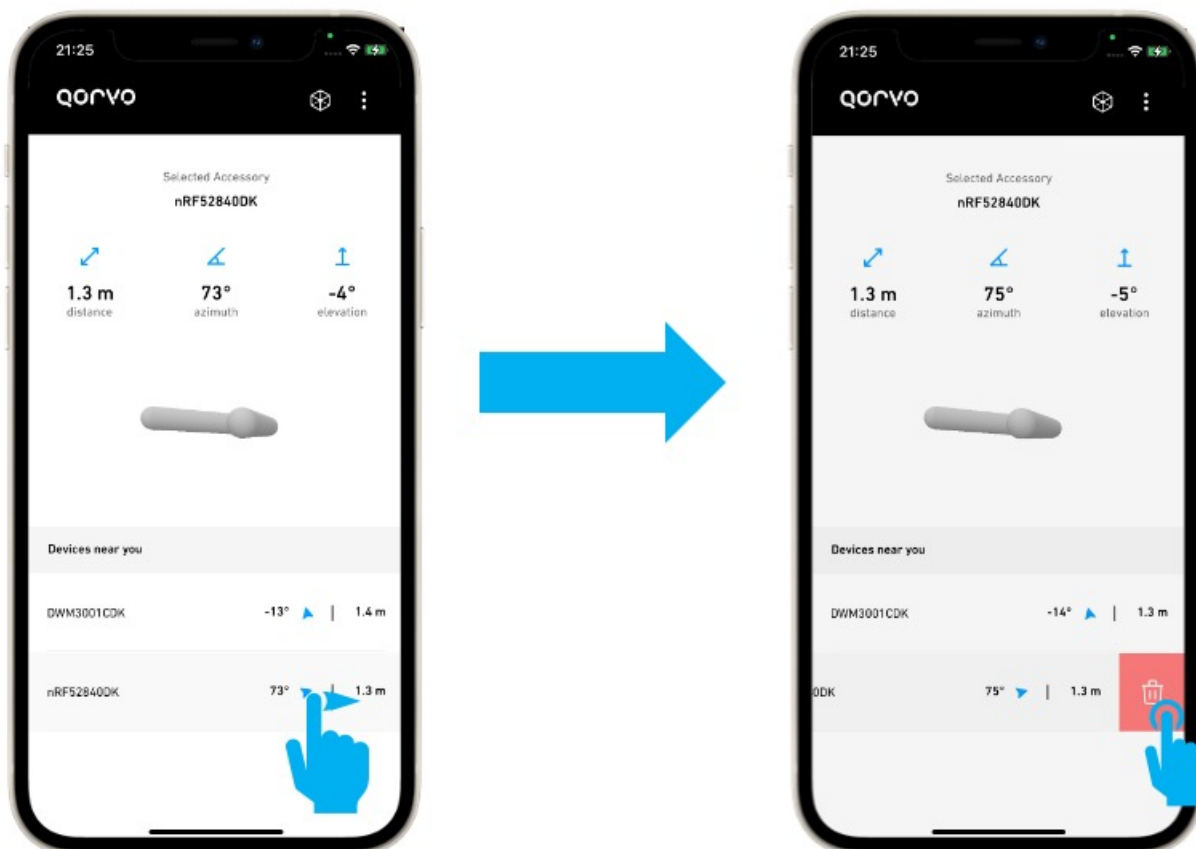 21:25
Qorvo
Selected Accessory
nRF52840DK
1.3 m
73°
-4°
distance
azimuth
elevation
Devices near you
DWM3001CDK -13° | 1.4 m
nRF52840DK 73° | 1.3 m
21:25
Qorvo
Selected Accessory
nRF52840DK
1.3 m
75°
-5°
distance
azimuth
elevation
Devices near you
DWM3001CDK -14° | 1.3 m
0DK 75° | 1.3 m